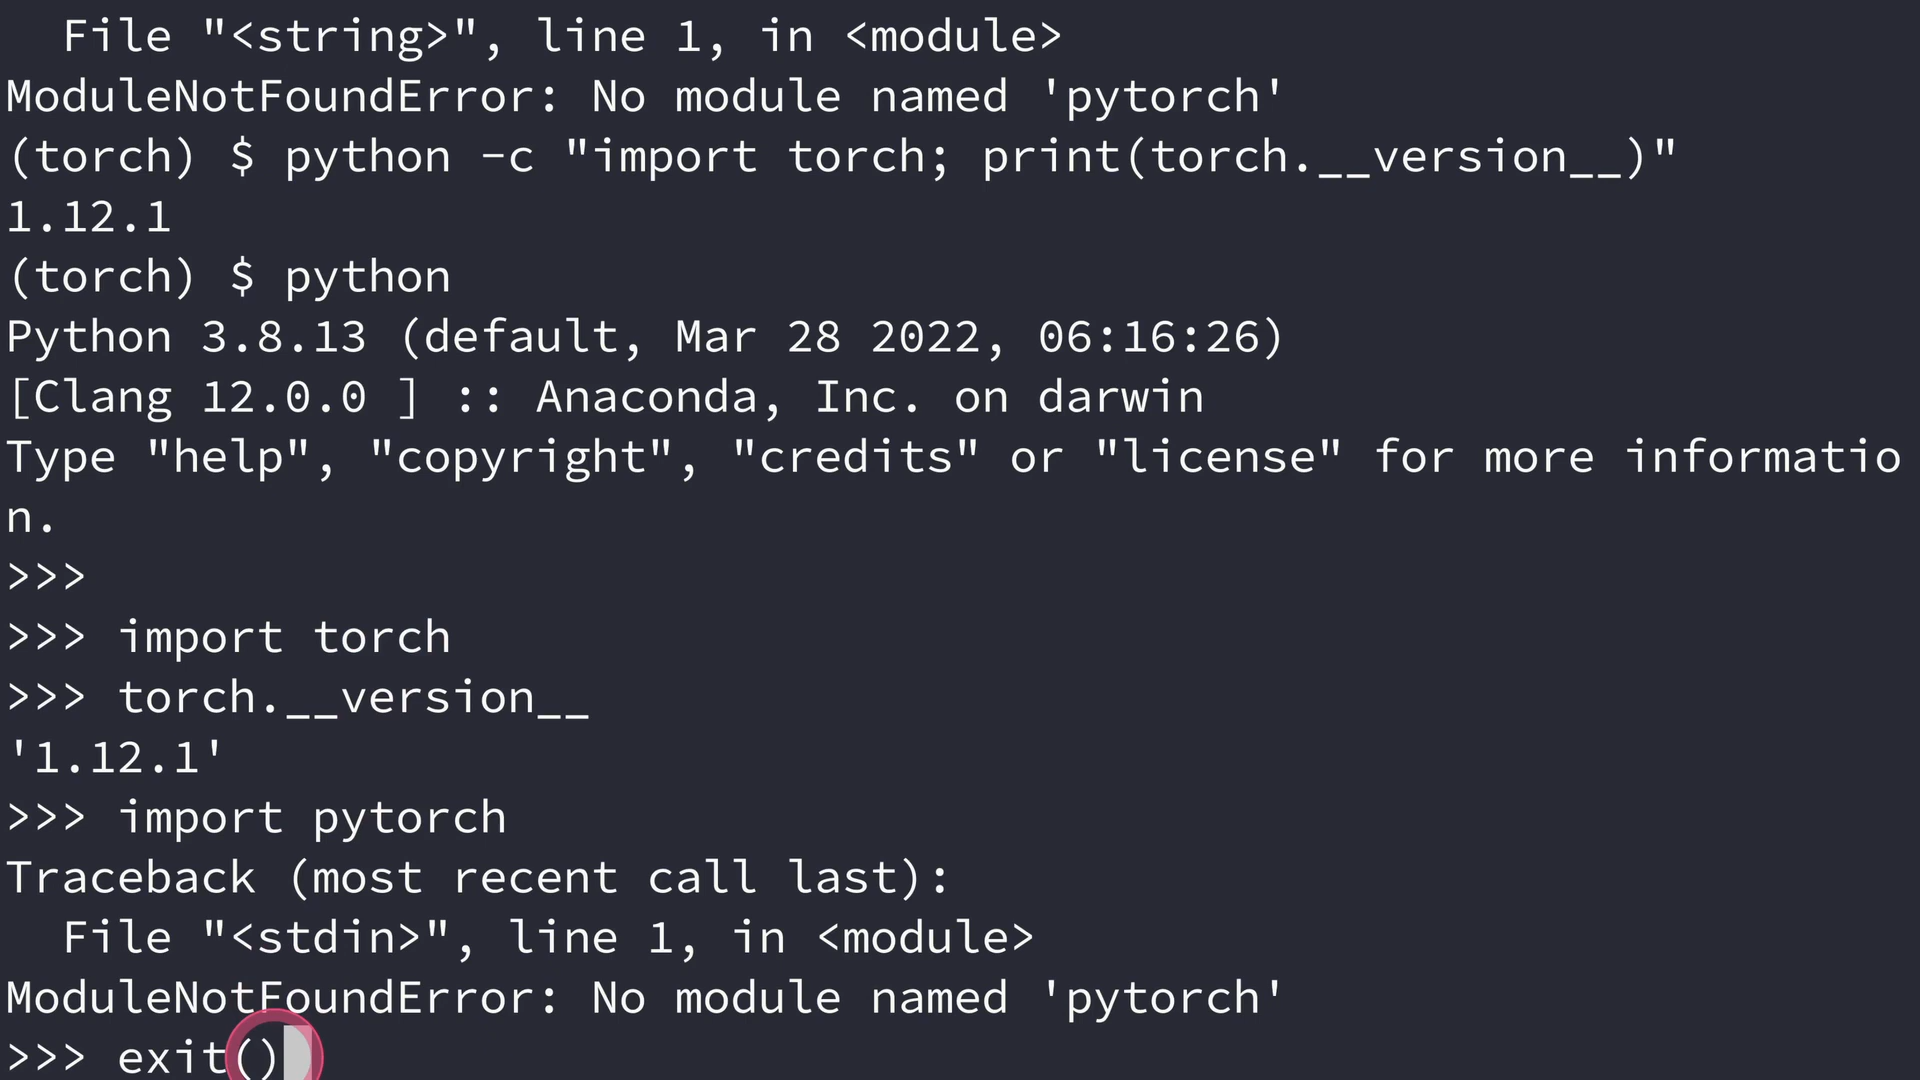 File "<string>", line 1, in <module>
ModuleNotFoundError: No module named 'pytorch'
(torch) $ python -c "import torch; print(torch.__version__)"
1.12.1
(torch) $ python
Python 3.8.13 (default, Mar 28 2022, 06:16:26)
[Clang 12.0.0 ] :: Anaconda, Inc. on darwin
Type "help", "copyright", "credits" or "license" for more informatio
n.
>>>
>>> import torch
>>> torch.__version__
'1.12.1'
>>> import pytorch
Traceback (most recent call last):
  File "<stdin>", line 1, in <module>
ModuleNotFoundError: No module named 'pytorch'
>>> exit()